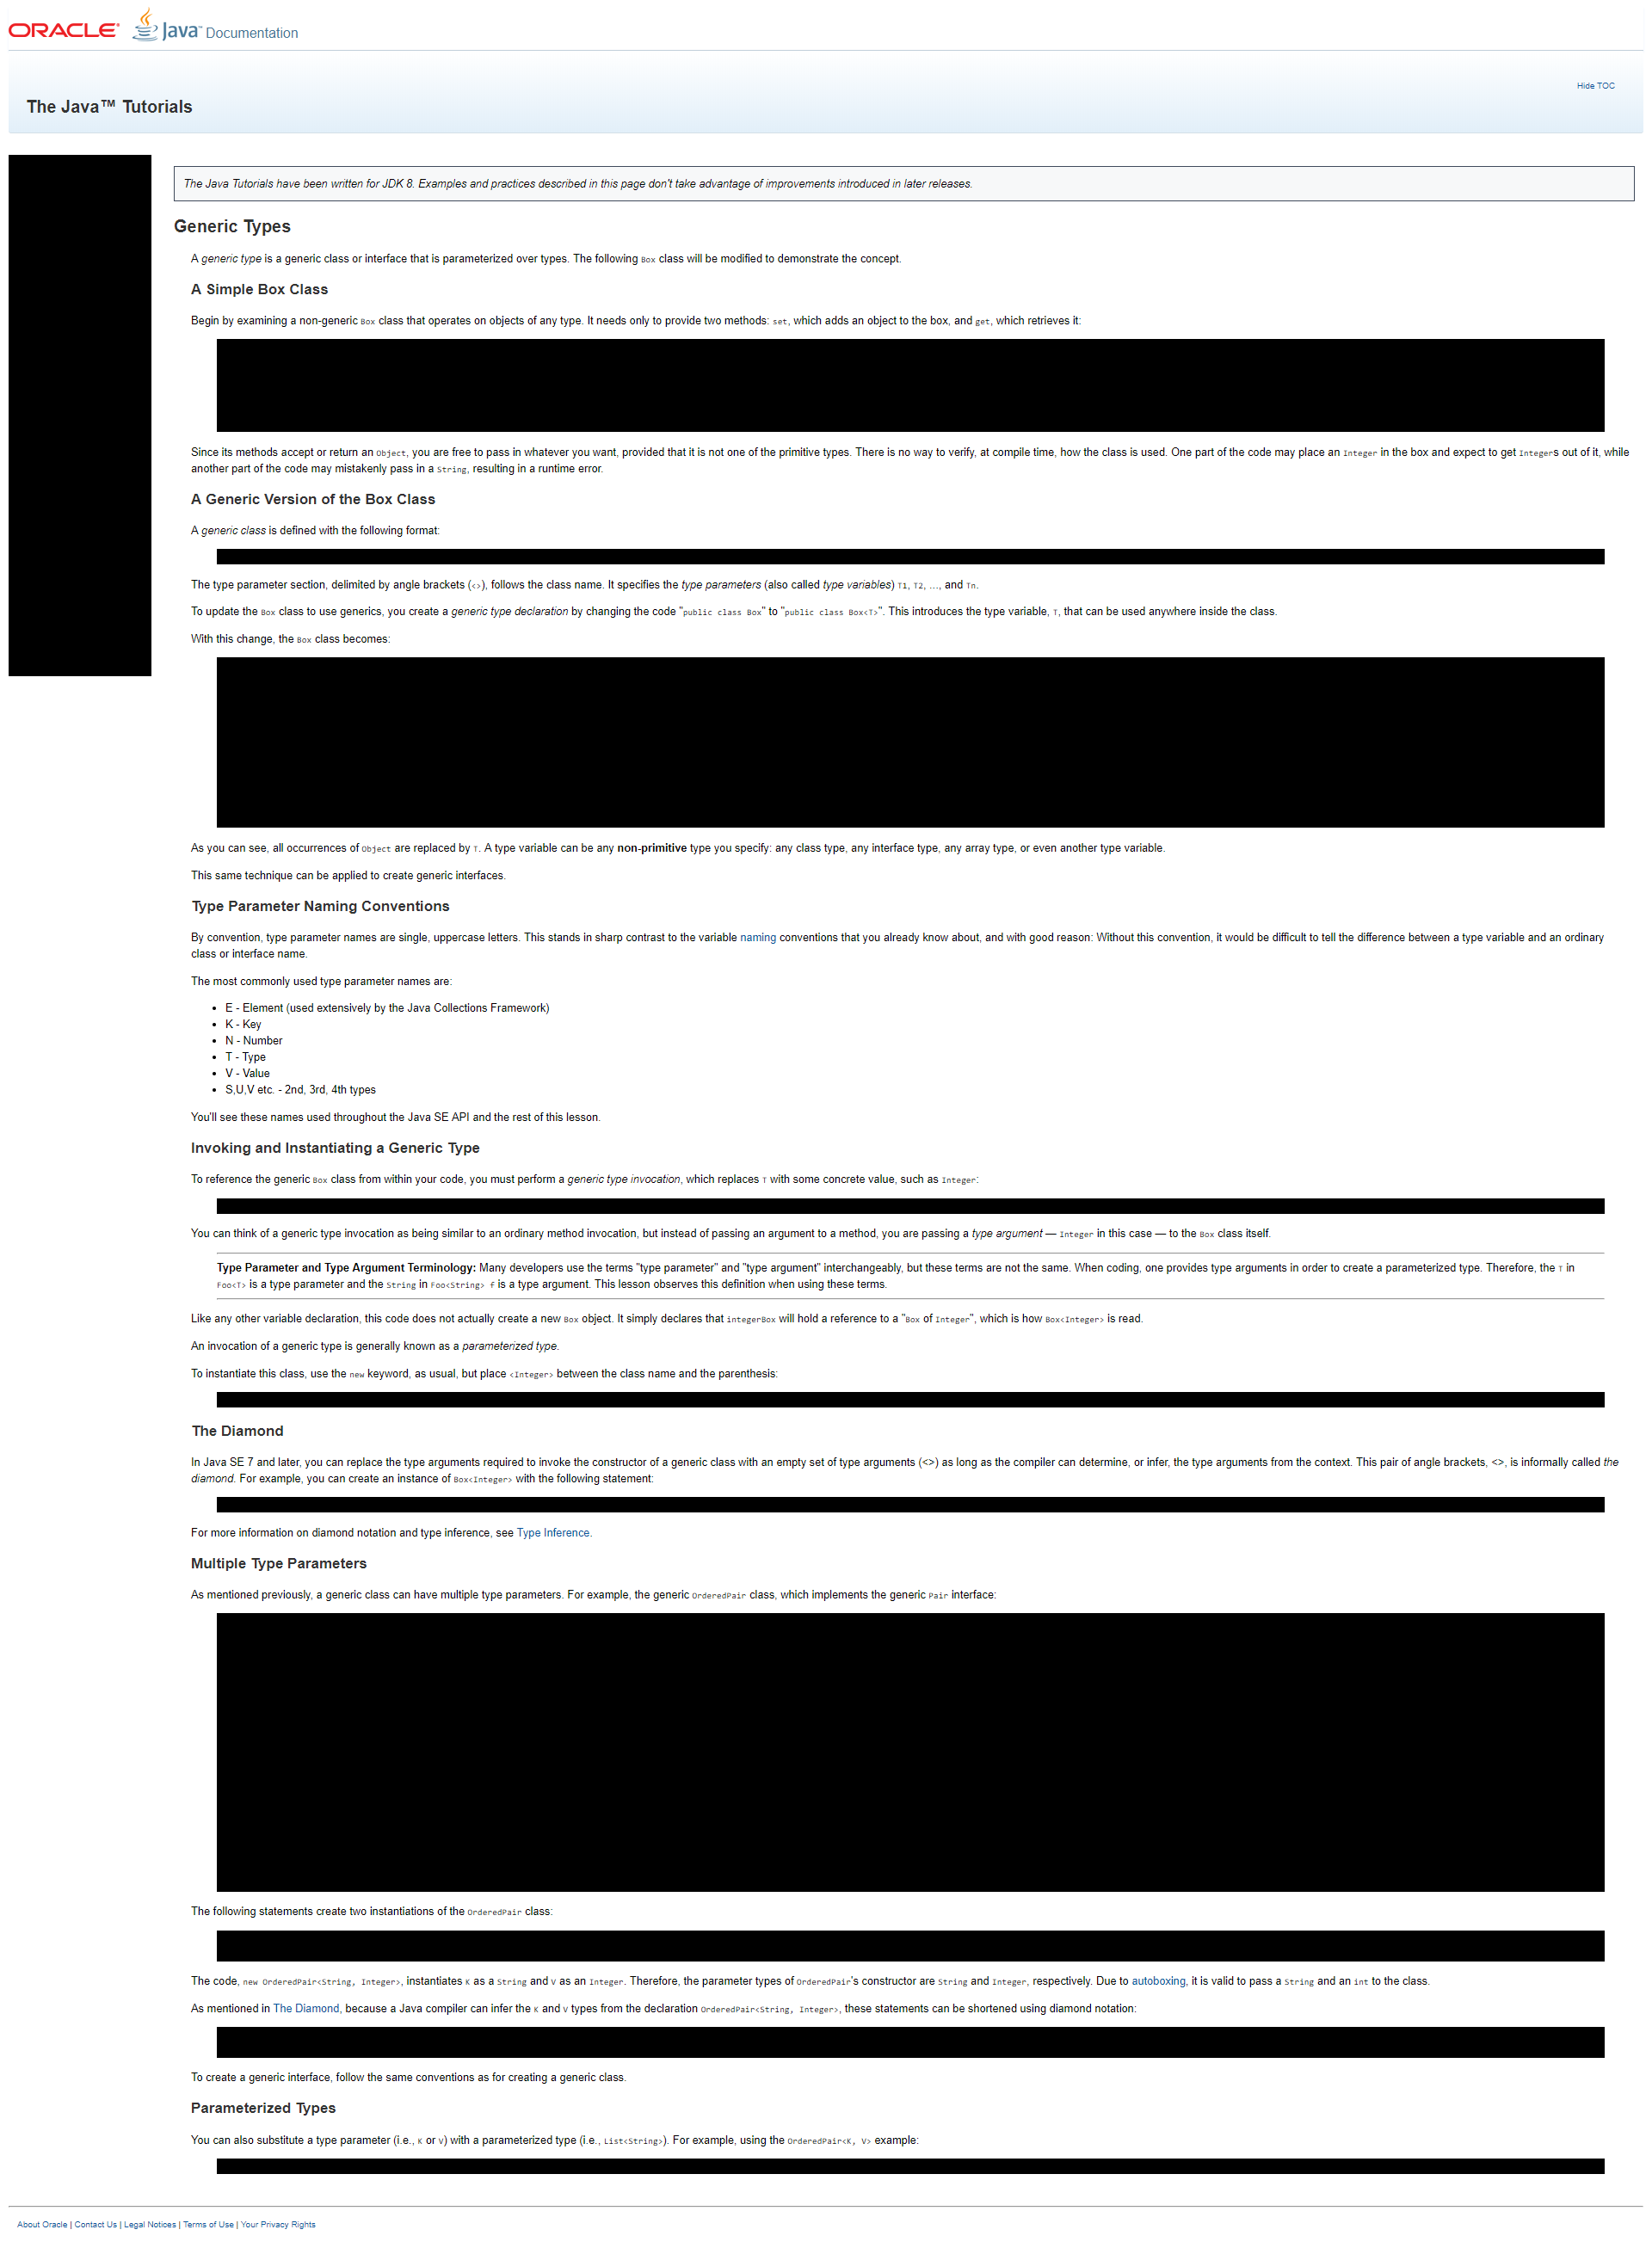 ORACLE Java™ Documentation
Hide TOC
The Java™ Tutorials
The Java Tutorials have been written for JDK 8. Examples and practices described in this page don't take advantage of improvements introduced in later releases.
Generic Types
A generic type is a generic class or interface that is parameterized over types. The following Box class will be modified to demonstrate the concept.
A Simple Box Class
Begin by examining a non-generic Box class that operates on objects of any type. It needs only to provide two methods: set, which adds an object to the box, and get, which retrieves it:
Since its methods accept or return an Object, you are free to pass in whatever you want, provided that it is not one of the primitive types. There is no way to verify, at compile time, how the class is used. One part of the code may place an Integer in the box and expect to get Integers out of it, while
another part of the code may mistakenly pass in a String, resulting in a runtime error.
A Generic Version of the Box Class
A generic class is defined with the following format:
The type parameter section, delimited by angle brackets (<>), follows the class name. It specifies the type parameters (also called type variables) T1, T2, ..., and Tn.
To update the Box class to use generics, you create a generic type declaration by changing the code "public class Box" to "public class Box<T>". This introduces the type variable, T, that can be used anywhere inside the class.
With this change, the Box class becomes:
As you can see, all occurrences of Object are replaced by T. A type variable can be any non-primitive type you specify: any class type, any interface type, any array type, or even another type variable.
This same technique can be applied to create generic interfaces.
Type Parameter Naming Conventions
By convention, type parameter names are single, uppercase letters. This stands in sharp contrast to the variable naming conventions that you already know about, and with good reason: Without this convention, it would be difficult to tell the difference between a type variable and an ordinary
class or interface name.
The most commonly used type parameter names are:
• E - Element (used extensively by the Java Collections Framework)
• K - Key
• N - Number
• T - Type
• V - Value
• S,U,V etc. - 2nd, 3rd, 4th types
You'll see these names used throughout the Java SE API and the rest of this lesson.
Invoking and Instantiating a Generic Type
To reference the generic Box class from within your code, you must perform a generic type invocation, which replaces T with some concrete value, such as Integer:
You can think of a generic type invocation as being similar to an ordinary method invocation, but instead of passing an argument to a method, you are passing a type argument — Integer in this case — to the Box class itself.
Type Parameter and Type Argument Terminology: Many developers use the terms "type parameter" and "type argument" interchangeably, but these terms are not the same. When coding, one provides type arguments in order to create a parameterized type. Therefore, the T in
Foo<T> is a type parameter and the String in Foo<String> f is a type argument. This lesson observes this definition when using these terms.
Like any other variable declaration, this code does not actually create a new Box object. It simply declares that integerBox will hold a reference to a "Box of Integer", which is how Box<Integer> is read.
An invocation of a generic type is generally known as a parameterized type.
To instantiate this class, use the new keyword, as usual, but place <Integer> between the class name and the parenthesis:
The Diamond
In Java SE 7 and later, you can replace the type arguments required to invoke the constructor of a generic class with an empty set of type arguments (<>) as long as the compiler can determine, or infer, the type arguments from the context. This pair of angle brackets, <>, is informally called the
diamond. For example, you can create an instance of Box<Integer> with the following statement:
For more information on diamond notation and type inference, see Type Inference.
Multiple Type Parameters
As mentioned previously, a generic class can have multiple type parameters. For example, the generic OrderedPair class, which implements the generic Pair interface:
The following statements create two instantiations of the OrderedPair class:
The code, new OrderedPair<String, Integer>, instantiates K as a String and V as an Integer. Therefore, the parameter types of OrderedPair's constructor are String and Integer, respectively. Due to autoboxing, it is valid to pass a String and an int to the class.
As mentioned in The Diamond, because a Java compiler can infer the K and V types from the declaration OrderedPair<String, Integer>, these statements can be shortened using diamond notation:
To create a generic interface, follow the same conventions as for creating a generic class.
Parameterized Types
You can also substitute a type parameter (i.e., K or V) with a parameterized type (i.e., List<String>). For example, using the OrderedPair<K, V> example:
About Oracle | Contact Us | Legal Notices | Terms of Use | Your Privacy Rights